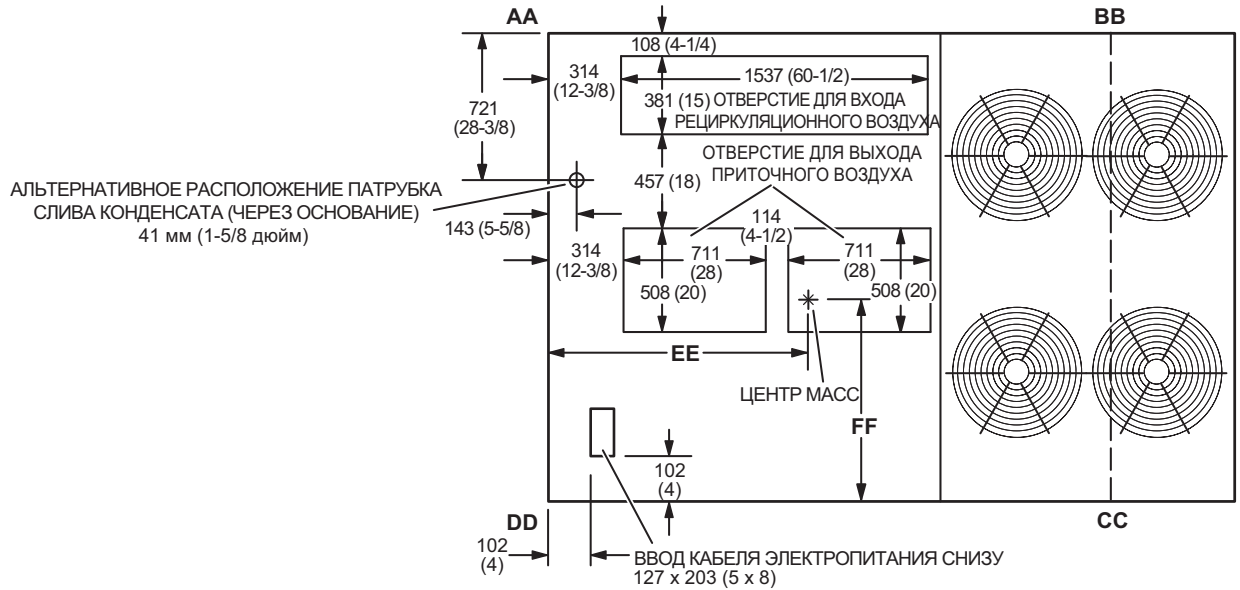 AA
BB
108 (4-1/4)
314
(12-3/8)
1537 (60-1/2)
721
(28-3/8)
381 (15) ОТВЕРСТИЕ ДЛЯ ВХОДА
РЕЦИРКУЛЯЦИОННОГО ВОЗДУХА
ОТВЕРСТИЕ ДЛЯ ВЫХОДА
ПРИТОЧНОГО ВОЗДУХА
457 (18)
АЛЬТЕРНАТИВНОЕ РАСПОЛОЖЕНИЕ ПАТРУБКА
СЛИВА КОНДЕНСАТА (ЧЕРЕЗ ОСНОВАНИЕ)
41 мм (1-5/8 дюйм)
143 (5-5/8)
114
(4-1/2)
314
(12-3/8)
711
(28)
711
(28)
508 (20)
508 (20)
EE
ЦЕНТР МАСС
FF
102
(4)
DD
CC
102
(4)
ВВОД КАБЕЛЯ ЭЛЕКТРОПИТАНИЯ СНИЗУ
127 x 203 (5 x 8)